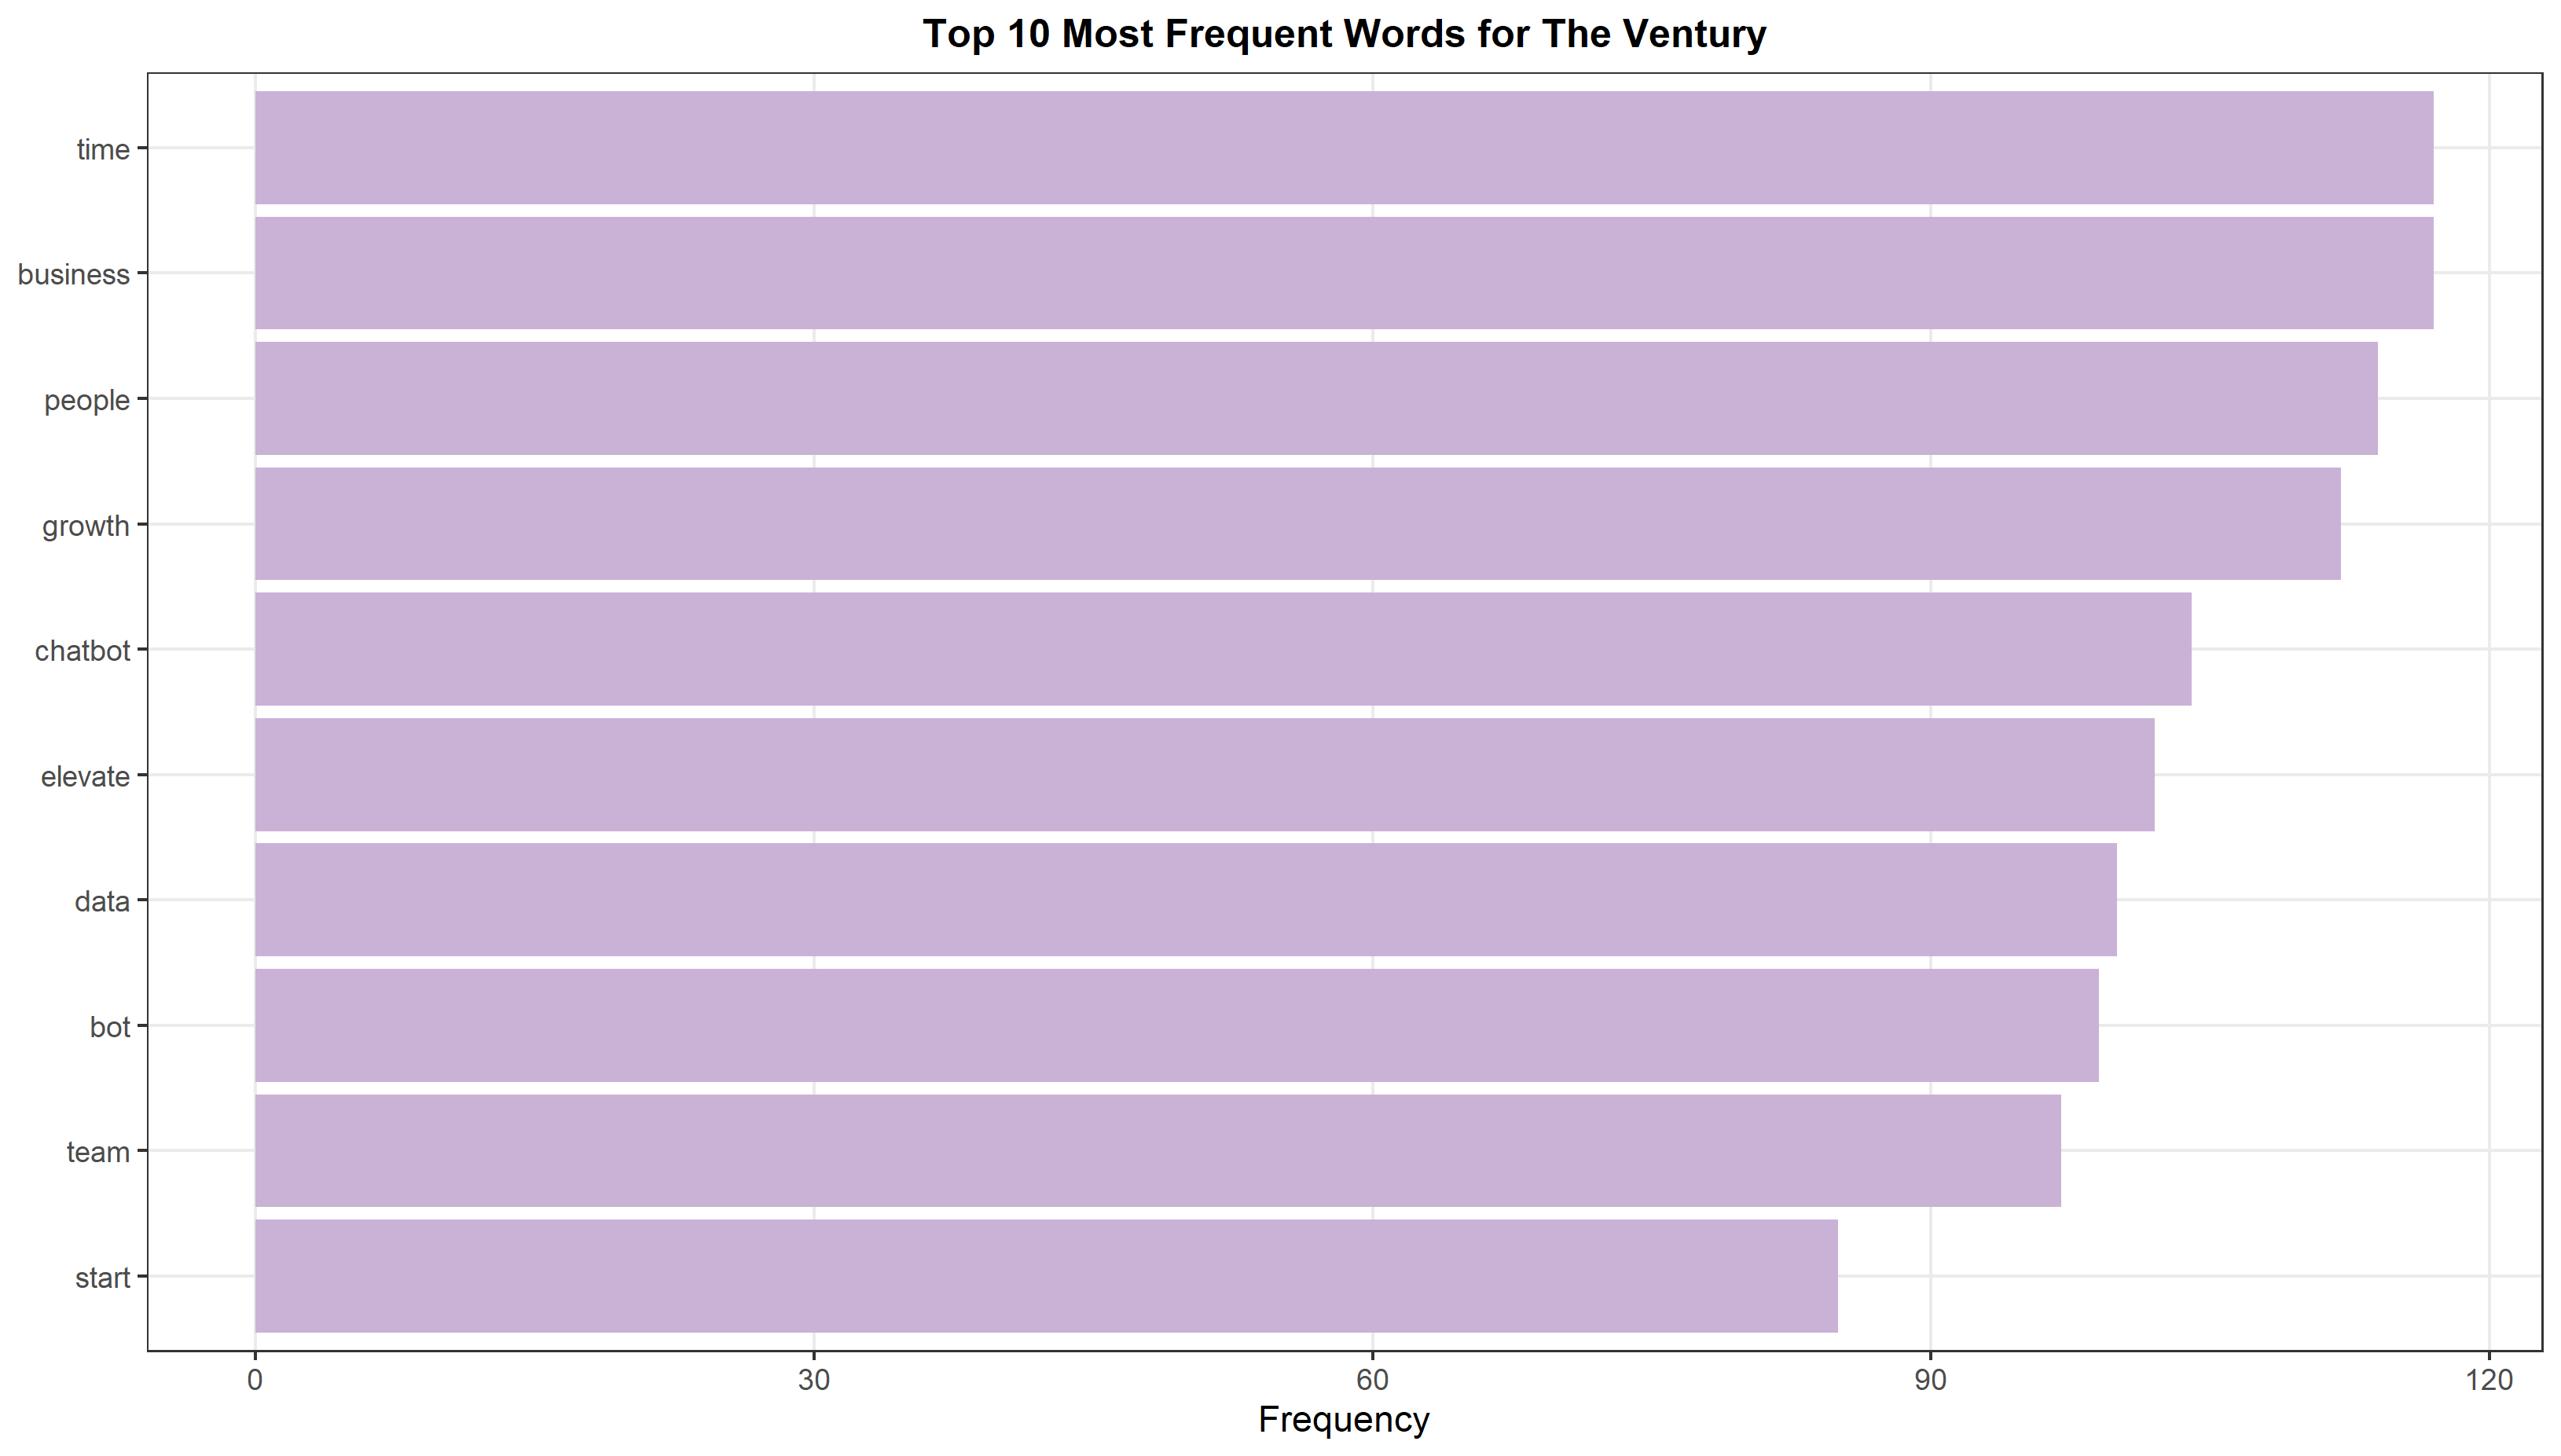 Top 10 Most Frequent Words for The Ventury
time
business
people
growth
chatbot
elevate
data
bot
team
start
0 30 60 90 120
Frequency